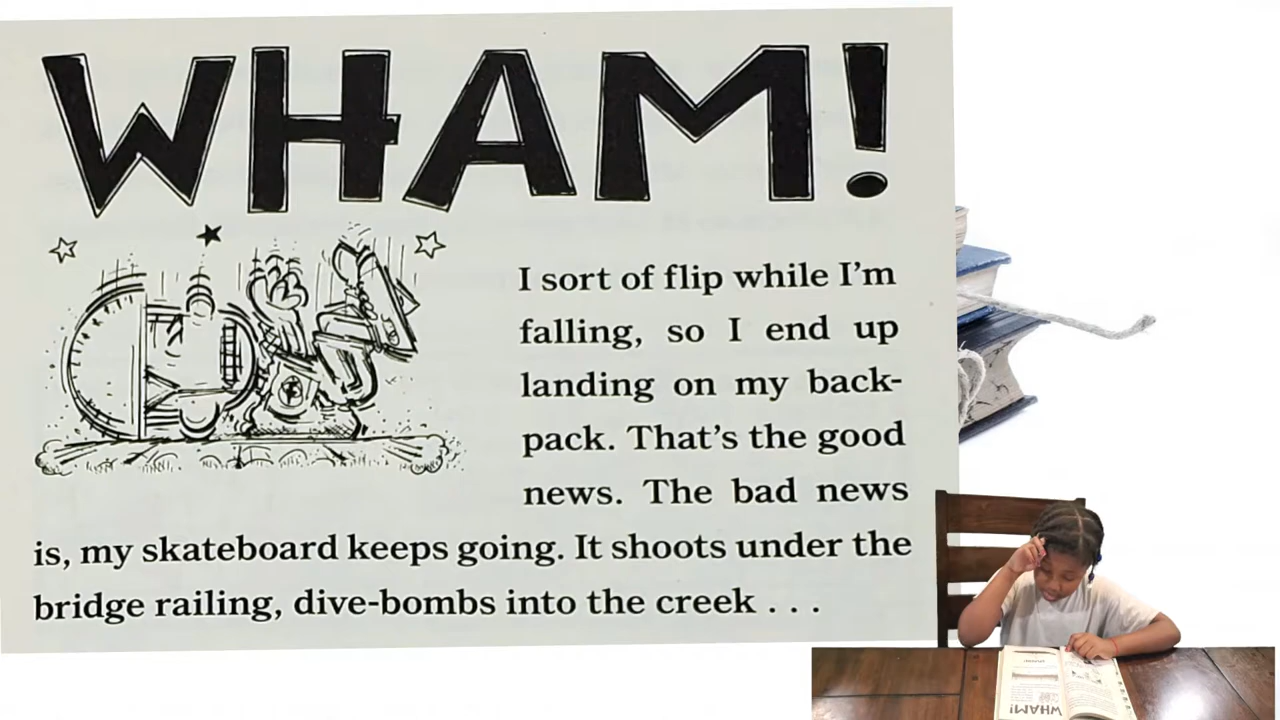 WHAM!
I sort of flip while I'm
falling, so I end up
landing on my back-
pack. That's the good
news. The bad news
is, my skateboard keeps going. It shoots under the
bridge railing, dive-bombs into the creek . . .
WHAM!